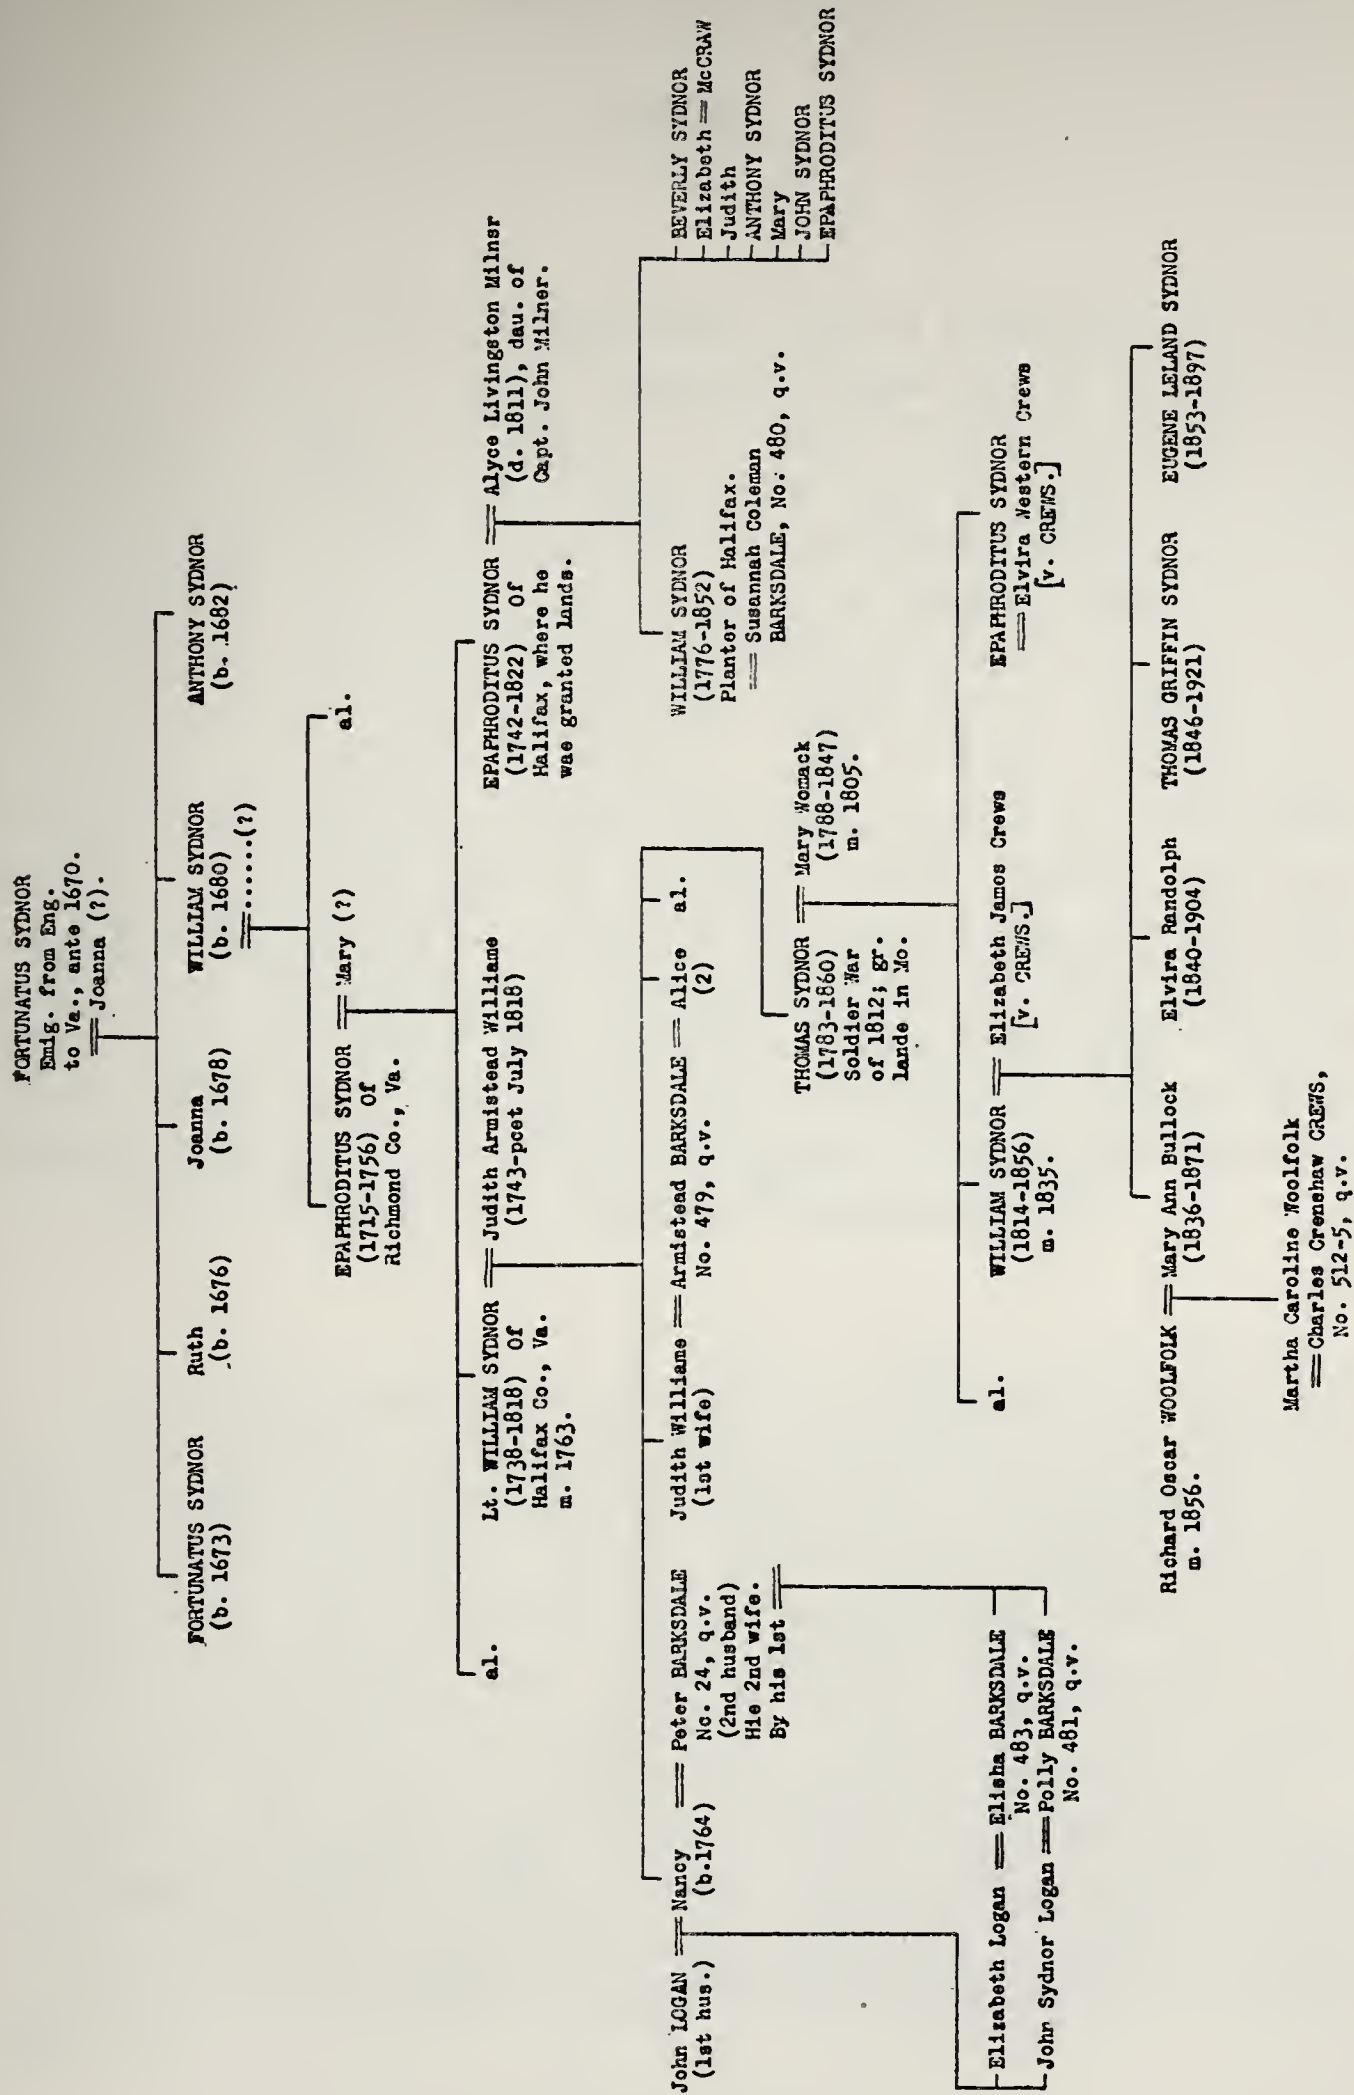 FORTUNATUS SYDNOR
Emig. from Eng.
to Va., ante 1670.
== Joanna (?).
FORTUNATUS SYDNOR
(b. 1673)
Ruth
(b. 1676)
Joanna
(b. 1678)
WILLIAM SYDNOR
(b. 1680)
==.......(?)
ANTHONY SYDNOR
(b. 1682)
EPAPHRODITUS SYDNOR == Mary (?)
(1715-1756) of
Richmond Co., Va.
al.
al.
Lt. WILLIAM SYDNOR == Judith Armistead Williams
(1738-1818) of
Halifax Co., Va.
m. 1763.
(1743-post July 1818)
EPAPHRODITUS SYDNOR == Alyce Livingston Milner
(1742-1822) of
Halifax, where he
was granted lands.
(d. 1811), dau. of
Capt. John Milner.
John LOGAN == Nancy == Peter BARKSDALE
(1st hus.)
(b.1764)
No. 24, q.v.
(2nd husband)
His 2nd wife.
By his 1st ==
Judith Williams == Armistead BARKSDALE == Alice
(1st wife)
No. 479, q.v.
(2)
al.
WILLIAM SYDNOR
(1776-1852)
Planter of Halifax.
== Susannah Coleman
BARKSDALE, No. 480, q.v.
BEVERLY SYDNOR
Elizabeth == McCRAW
Judith
ANTHONY SYDNOR
Mary
JOHN SYDNOR
EPAPHRODITUS SYDNOR
THOMAS SYDNOR == Mary Womack
(1783-1860)
Soldier War
of 1812; 2 gr.
lands in Mo.
(1788-1847)
m. 1805.
Elizabeth Logan == Elisha BARKSDALE
No. 483, q.v.
John Sydnor Logan == Polly BARKSDALE
No. 481, q.v.
al.
WILLIAM SYDNOR == Elizabeth James Crews
(1814-1856)
m. 1835.
[v. CREWS.]
EPAPHRODITUS SYDNOR
== Elvira Western Crews
[v. CREWS.]
Richard Oscar WOOLFOLK == Mary Ann Bullock
m. 1856.
(1836-1871)
Elvira Randolph
(1840-1904)
THOMAS GRIFFIN SYDNOR
(1846-1921)
EUGENE LELAND SYDNOR
(1853-1897)
Martha Caroline Woolfolk
== Charles Crenshaw CREWS,
No. 512-5, q.v.